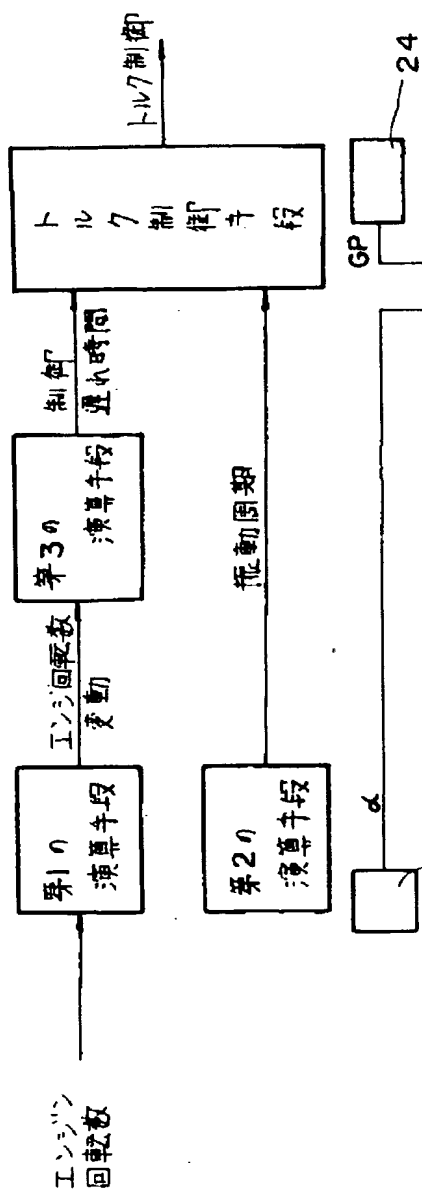 エンジン
回転数
第1の
演算手段
エンジ回転数
変動
第3の
演算手段
制御
遅れ時間
トルク制御手段
トルク制御
第2の
演算手段
振動周期
α
GP
24